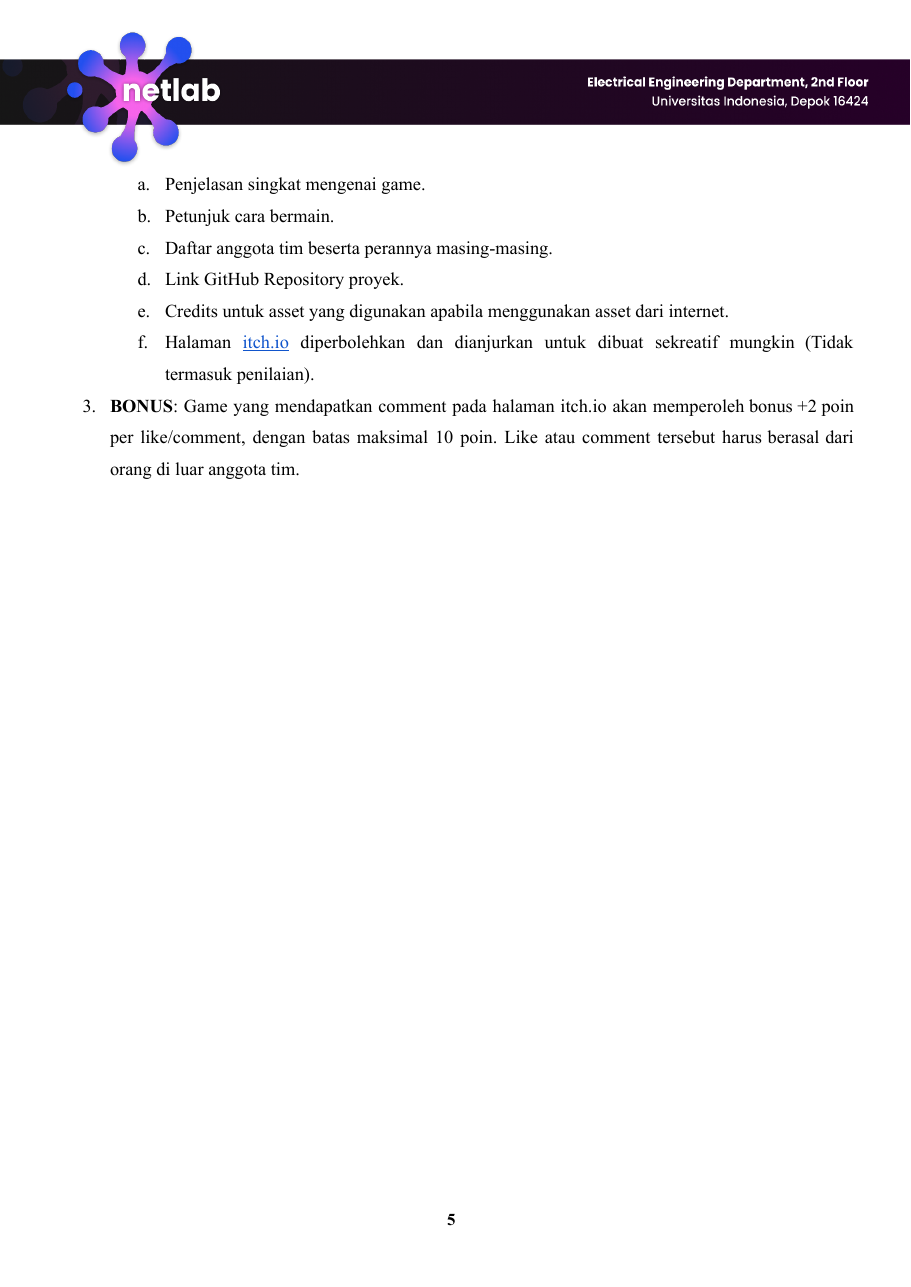 netlab
Electrical Engineering Department, 2nd Floor
Universitas Indonesia, Depok 16424
a. Penjelasan singkat mengenai game.
b. Petunjuk cara bermain.
c. Daftar anggota tim beserta perannya masing-masing.
d. Link GitHub Repository proyek.
e. Credits untuk asset yang digunakan apabila menggunakan asset dari internet.
f. Halaman itch.io diperbolehkan dan dianjurkan untuk dibuat sekreatif mungkin (Tidak
termasuk penilaian).
3. BONUS: Game yang mendapatkan comment pada halaman itch.io akan memperoleh bonus +2 poin
per like/comment, dengan batas maksimal 10 poin. Like atau comment tersebut harus berasal dari
orang di luar anggota tim.
5